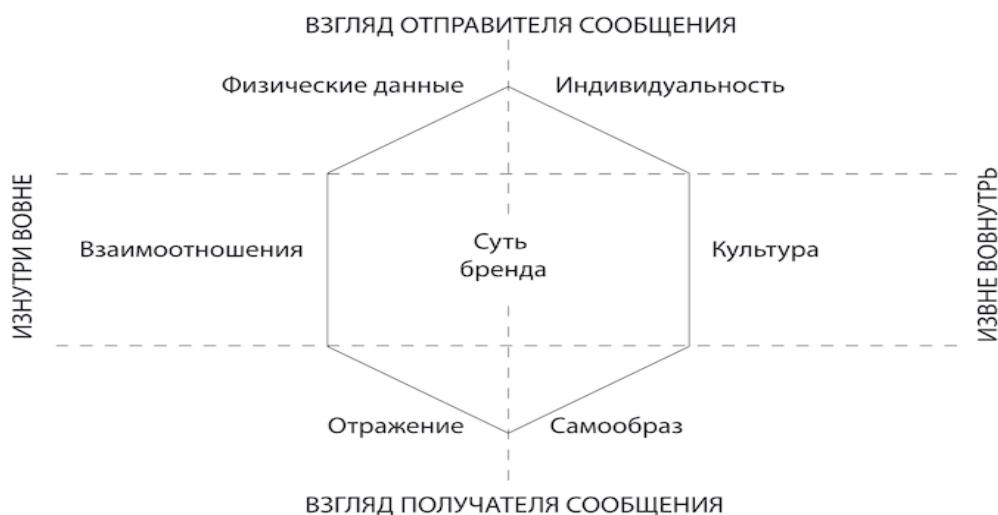 ВЗГЛЯД ОТПРАВИТЕЛЯ СООБЩЕНИЯ
Физические данные
Индивидуальность
ИЗНУТРИ ВОВНЕ
Взаимоотношения
Суть
бренда
Культура
ИЗВНЕ ВОВНУТРЬ
Отражение
Самообраз
ВЗГЛЯД ПОЛУЧАТЕЛЯ СООБЩЕНИЯ